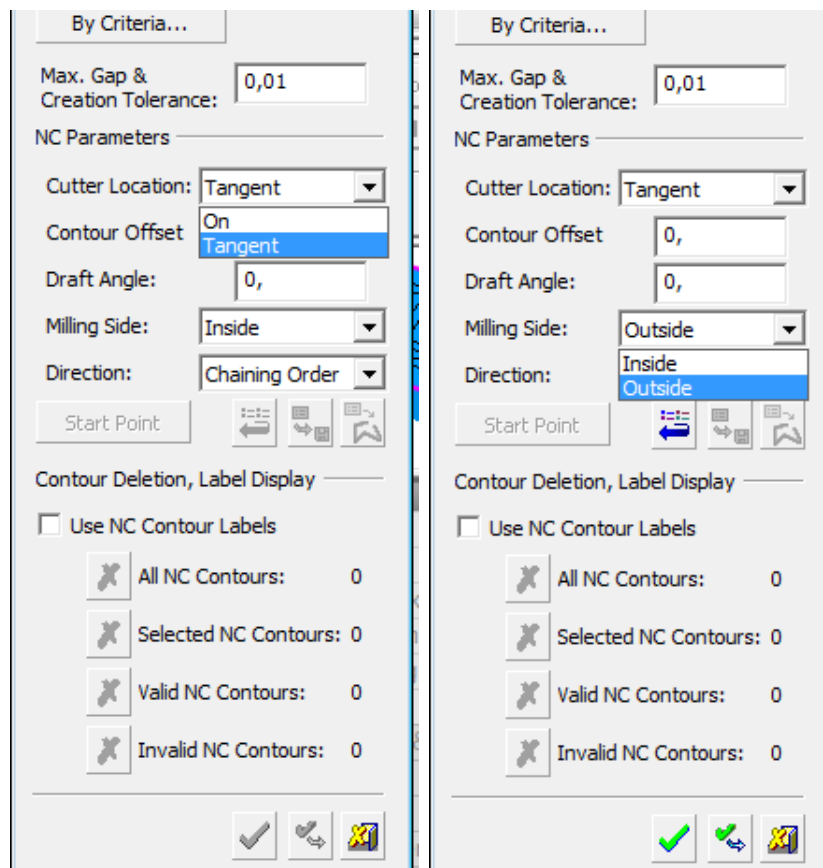 By Criteria...
Max. Gap &
Creation Tolerance:
0,01
NC Parameters
Cutter Location: Tangent
On
Tangent
Contour Offset
Draft Angle: 0,
Milling Side: Inside
Direction: Chaining Order
Start Point
Contour Deletion, Label Display
Use NC Contour Labels
All NC Contours: 0
Selected NC Contours: 0
Valid NC Contours: 0
Invalid NC Contours: 0
By Criteria...
Max. Gap &
Creation Tolerance:
0,01
NC Parameters
Cutter Location: Tangent
Contour Offset 0,
Draft Angle: 0,
Milling Side: Outside
Inside
Outside
Direction:
Start Point
Contour Deletion, Label Display
Use NC Contour Labels
All NC Contours: 0
Selected NC Contours: 0
Valid NC Contours: 0
Invalid NC Contours: 0